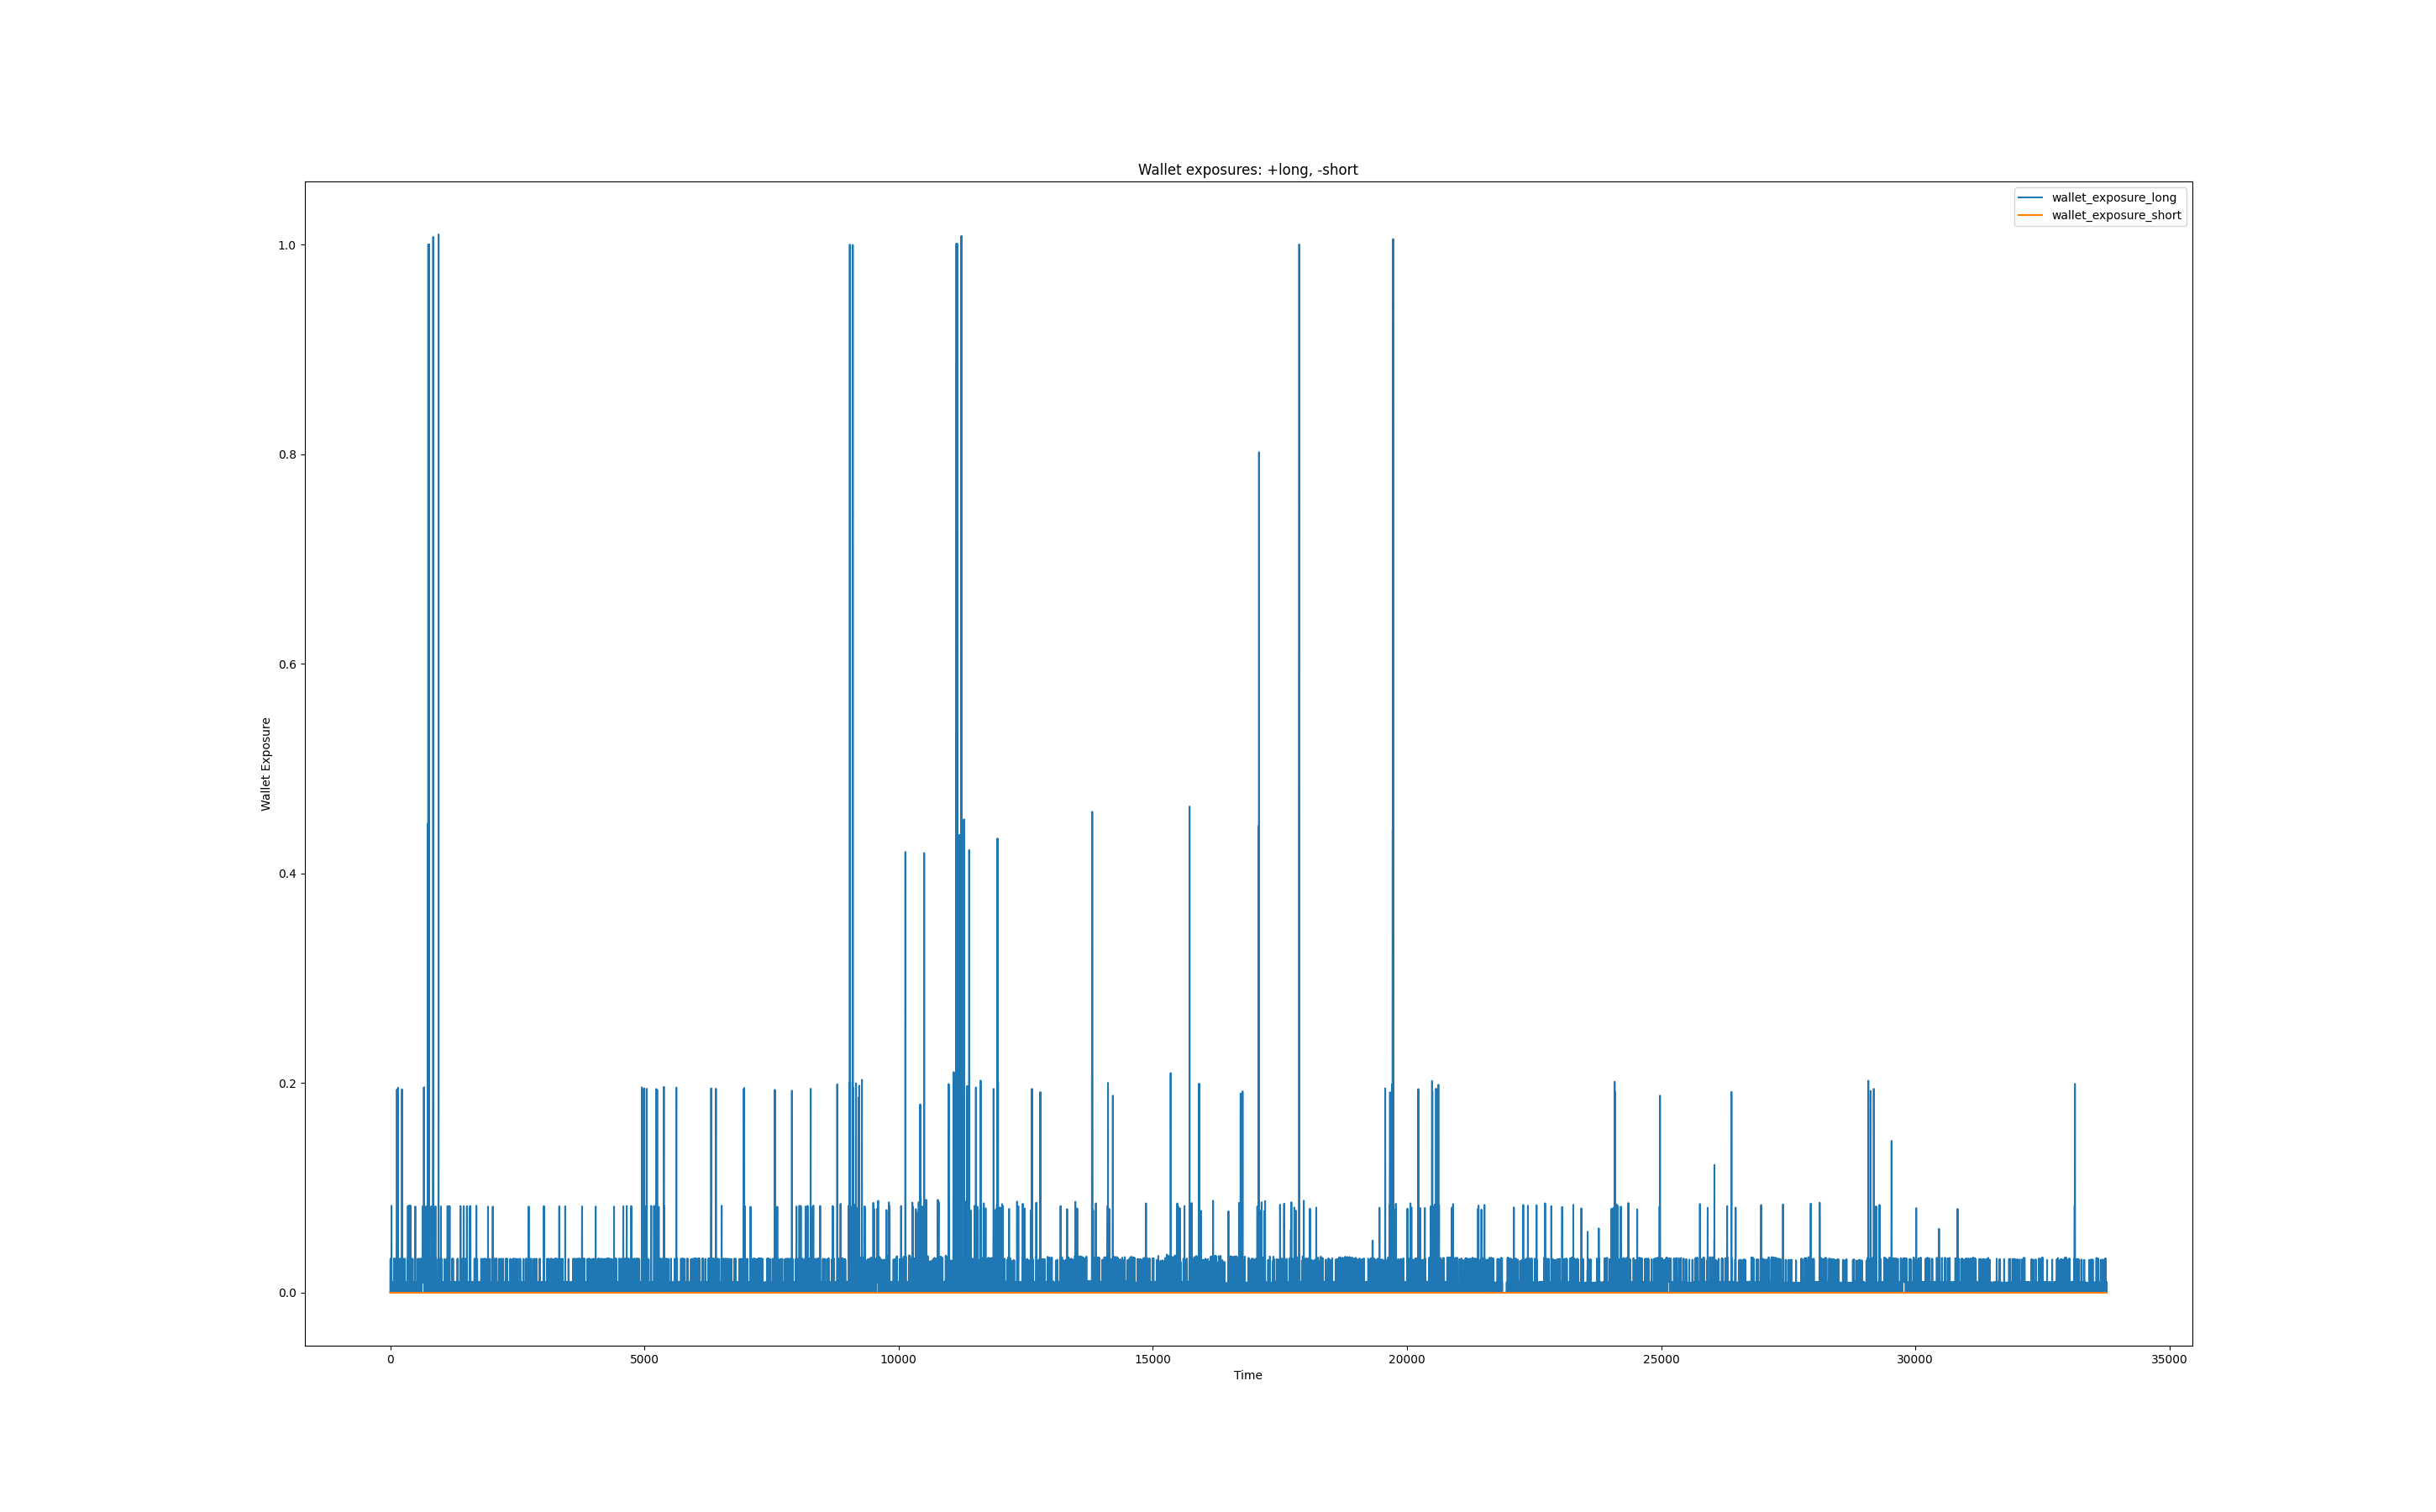 Wallet exposures: +long, -short
wallet_exposure_long
wallet_exposure_short
1.0
0.8
0.6
0.4
0.2
0.0
Wallet Exposure
0 5000 10000 15000 20000 25000 30000 35000
Time